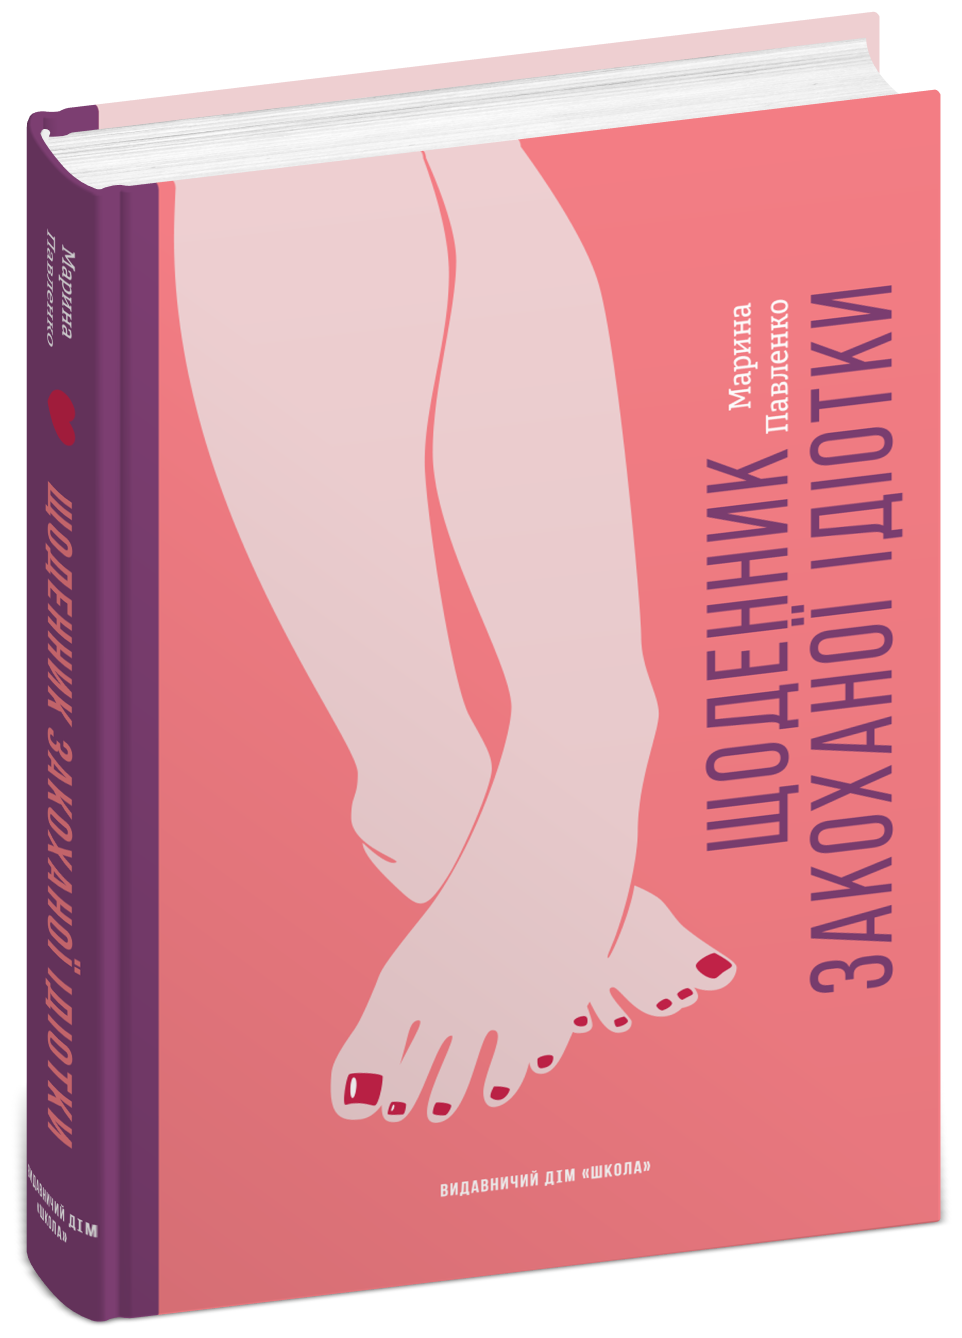 Марина
Павленко
ЩОДЕННИК ЗАКОХАНОЇ ІДІОТКИ
ВИДАВНИЧИЙ ДІМ
«ШКОЛА»
Марина
Павленко
ЩОДЕННИК
ЗАКОХАНОЇ ІДІОТКИ
ВИДАВНИЧИЙ ДІМ «ШКОЛА»